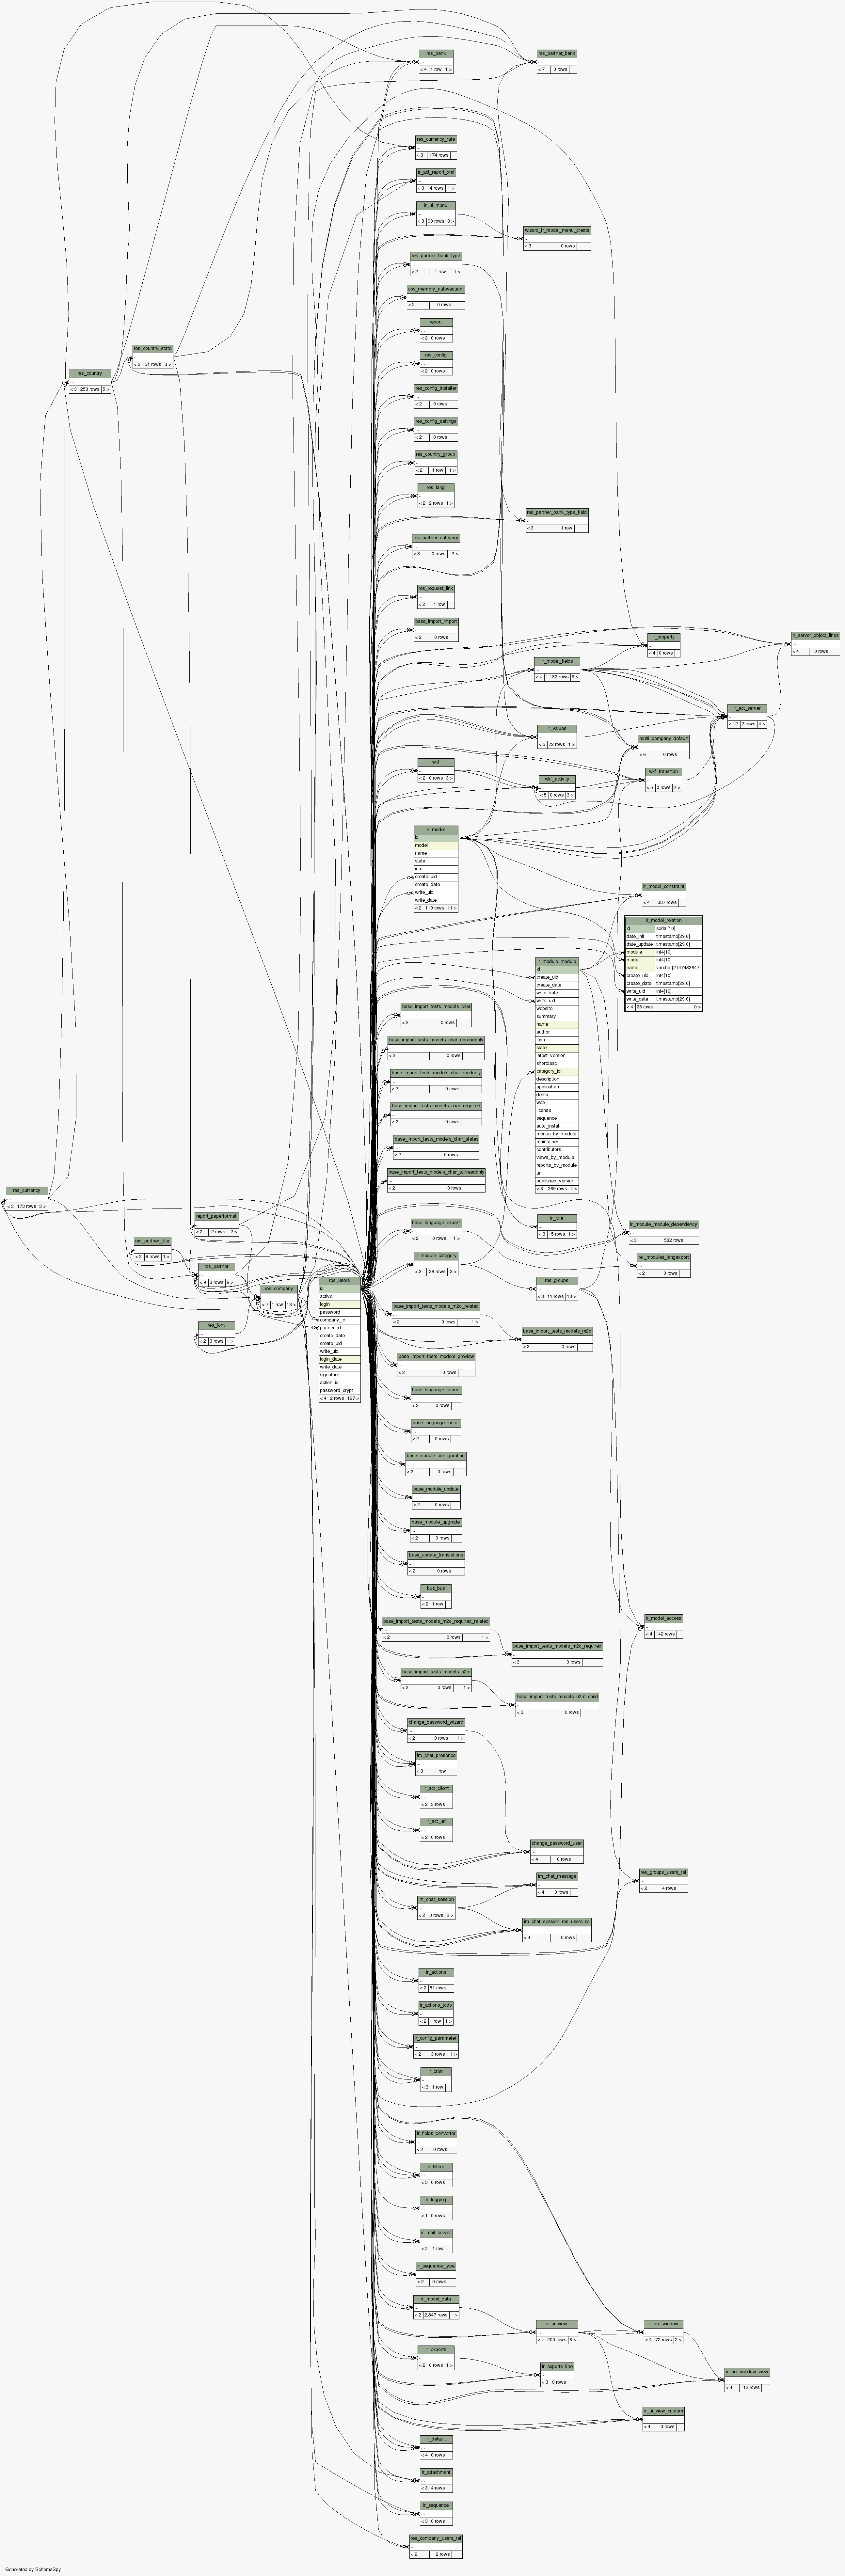 res_bank
...
< 4 1 row 1 >
res_partner_bank
...
< 7 0 rows
res_currency_rate
...
< 3 174 rows
ir_act_report_xml
...
< 3 4 rows 1 >
ir_ui_menu
...
< 3 90 rows 3 >
wizard_ir_model_menu_create
...
< 3 0 rows
res_partner_bank_type
...
< 2 1 row 1 >
osv_memory_autovacuum
...
< 2 0 rows
report
...
< 2 0 rows
res_country_state
...
< 3 51 rows 3 >
res_config
...
< 2 0 rows
res_country
...
< 3 253 rows 5 >
res_config_installer
...
< 2 0 rows
res_config_settings
...
< 2 0 rows
res_country_group
...
< 2 1 row 1 >
res_lang
...
< 2 2 rows 1 >
res_partner_bank_type_field
...
< 3 1 row
res_partner_category
...
< 3 0 rows 2 >
res_request_link
...
< 2 1 row
base_import_import
...
< 2 0 rows
ir_property
...
< 4 0 rows
ir_server_object_lines
...
< 4 0 rows
ir_model_fields
...
< 4 1.182 rows 6 >
ir_act_server
...
< 12 2 rows 4 >
ir_values
...
< 5 72 rows 1 >
multi_company_default
...
< 6 0 rows
wkf
...
< 2 0 rows 3 >
wkf_activity
...
< 5 0 rows 3 >
wkf_transition
...
< 5 0 rows 2 >
ir_model
id
model
name
state
info
create_uid
create_date
write_uid
write_date
< 2 119 rows 11 >
ir_model_constraint
...
< 4 337 rows
ir_model_relation
id serial[10]
date_init timestamp[29,6]
date_update timestamp[29,6]
module int4[10]
model int4[10]
name varchar[2147483647]
create_uid int4[10]
create_date timestamp[29,6]
write_uid int4[10]
write_date timestamp[29,6]
< 4 23 rows 0 >
ir_module_module
id
create_uid
create_date
write_date
write_uid
website
summary
name
author
icon
state
latest_version
shortdesc
category_id
description
application
demo
web
license
sequence
auto_install
menus_by_module
maintainer
contributors
views_by_module
reports_by_module
url
published_version
< 3 269 rows 4 >
base_import_tests_models_char
...
< 2 0 rows
base_import_tests_models_char_noreadonly
...
< 2 0 rows
base_import_tests_models_char_readonly
...
< 2 0 rows
base_import_tests_models_char_required
...
< 2 0 rows
base_import_tests_models_char_states
...
< 2 0 rows
base_import_tests_models_char_stillreadonly
...
< 2 0 rows
res_currency
...
< 3 173 rows 3 >
report_paperformat
...
< 2 2 rows 2 >
res_partner_title
...
< 2 8 rows 1 >
res_partner
...
< 9 3 rows 6 >
res_company
...
< 7 1 row 13 >
res_font
...
< 2 3 rows 1 >
res_users
id
active
login
password
company_id
partner_id
create_date
create_uid
write_uid
login_date
write_date
signature
action_id
password_crypt
< 4 2 rows 187 >
base_language_export
...
< 2 0 rows 1 >
ir_rule
...
< 3 15 rows 1 >
ir_module_module_dependency
...
< 3 582 rows
ir_module_category
...
< 3 38 rows 3 >
rel_modules_langexport
...
< 2 0 rows
res_groups
...
< 3 11 rows 13 >
base_import_tests_models_m2o_related
...
< 2 0 rows 1 >
base_import_tests_models_m2o
...
< 3 0 rows
base_import_tests_models_preview
...
< 2 0 rows
base_language_import
...
< 2 0 rows
base_language_install
...
< 2 0 rows
base_module_configuration
...
< 2 0 rows
base_module_update
...
< 2 0 rows
base_module_upgrade
...
< 2 0 rows
base_update_translations
...
< 2 0 rows
bus_bus
...
< 2 1 row
base_import_tests_models_m2o_required_related
...
< 2 0 rows 1 >
ir_model_access
...
< 4 142 rows
base_import_tests_models_m2o_required
...
< 3 0 rows
base_import_tests_models_o2m
...
< 2 0 rows 1 >
base_import_tests_models_o2m_child
...
< 3 0 rows
change_password_wizard
...
< 2 0 rows 1 >
im_chat_presence
...
< 3 1 row
ir_act_client
...
< 2 3 rows
ir_act_url
...
< 2 0 rows
change_password_user
...
< 4 0 rows
im_chat_message
...
< 4 0 rows
res_groups_users_rel
...
< 2 4 rows
im_chat_session
...
< 2 0 rows 2 >
im_chat_session_res_users_rel
...
< 4 0 rows
ir_actions
...
< 2 81 rows
ir_actions_todo
...
< 2 1 row 1 >
ir_config_parameter
...
< 2 3 rows 1 >
ir_cron
...
< 3 1 row
ir_fields_converter
...
< 2 0 rows
ir_filters
...
< 3 0 rows
ir_logging
...
< 1 0 rows
ir_mail_server
...
< 2 1 row
ir_sequence_type
...
< 2 0 rows
ir_model_data
...
< 2 2.847 rows 1 >
ir_ui_view
...
< 4 200 rows 6 >
ir_act_window
...
< 4 72 rows 2 >
ir_exports
...
< 2 0 rows 1 >
ir_exports_line
...
< 3 0 rows
ir_act_window_view
...
< 4 12 rows
ir_ui_view_custom
...
< 4 0 rows
ir_default
...
< 4 0 rows
ir_attachment
...
< 3 4 rows
ir_sequence
...
< 3 0 rows
res_company_users_rel
...
< 2 2 rows
Generated by SchemaSpy